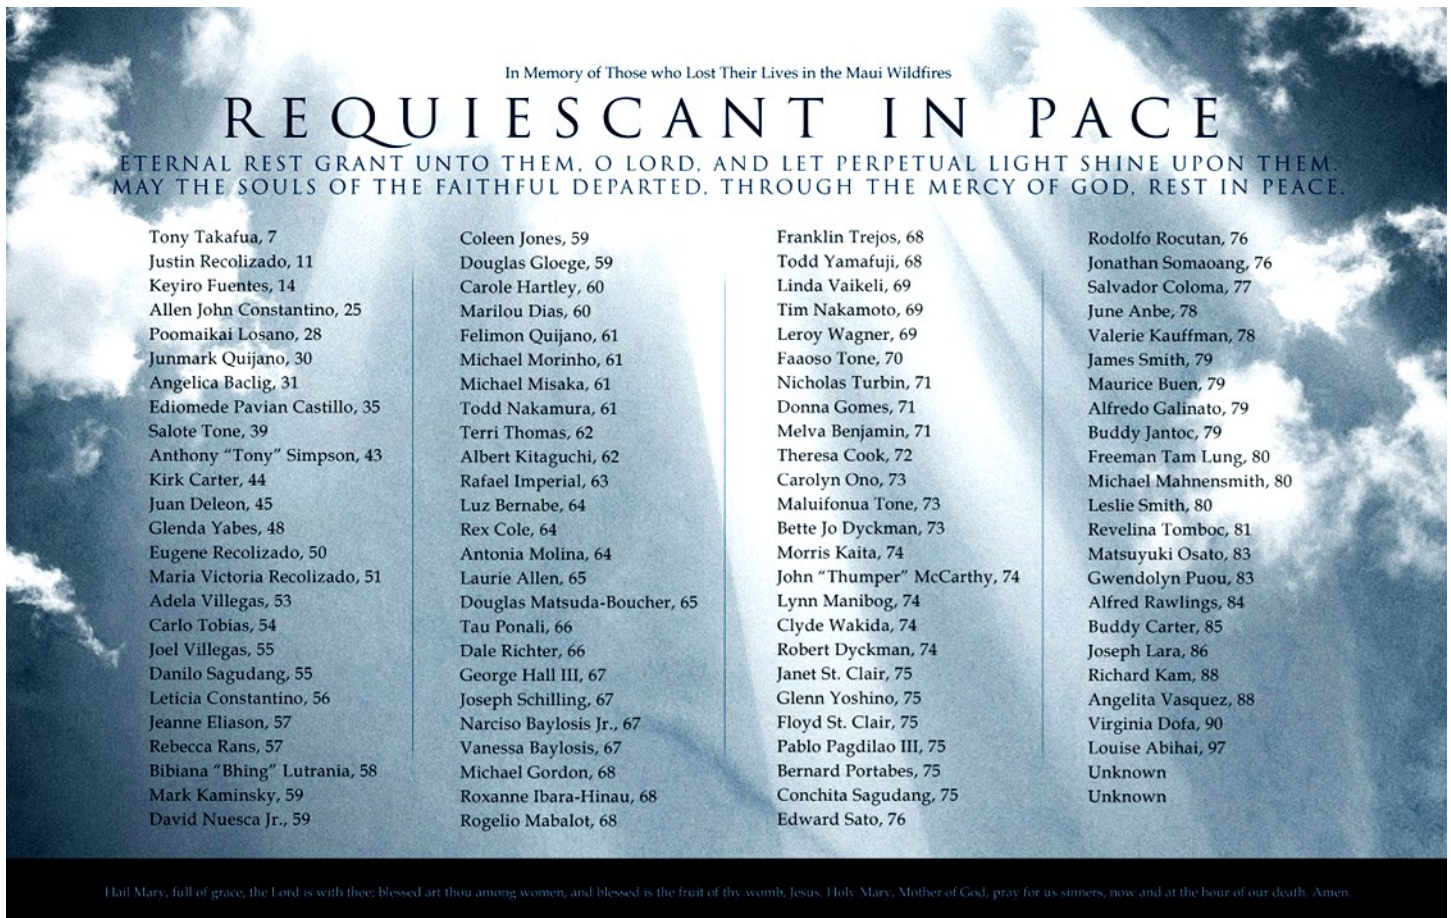 In Memory of Those who Lost Their Lives in the Maui Wildfires
REQUIESCANT IN PACE
ETERNAL REST GRANT UNTO THEM, O LORD, AND LET PERPETUAL LIGHT SHINE UPON THEM.
MAY THE SOULS OF THE FAITHFUL DEPARTED, THROUGH THE MERCY OF GOD, REST IN PEACE.
Tony Takafua, 7
Justin Recolizado, 11
Keyiro Fuentes, 14
Allen John Constantino, 25
Poomaikai Losano, 28
Junmark Quijano, 30
Angelica Baclig, 31
Ediomede Pavian Castillo, 35
Salote Tone, 39
Anthony “Tony” Simpson, 43
Kirk Carter, 44
Juan Deleon, 45
Glenda Yabes, 48
Eugene Recolizado, 50
Maria Victoria Recolizado, 51
Adela Villegas, 53
Carlo Tobias, 54
Joel Villegas, 55
Danilo Sagudang, 55
Leticia Constantino, 56
Jeanne Eliason, 57
Rebecca Rans, 57
Bibiana “Bhing” Lutrania, 58
Mark Kaminsky, 59
David Nuesca Jr., 59
Coleen Jones, 59
Douglas Gloege, 59
Carole Hartley, 60
Marilou Dias, 60
Felimon Quijano, 61
Michael Morinho, 61
Michael Misaka, 61
Todd Nakamura, 61
Terri Thomas, 62
Albert Kitaguchi, 62
Rafael Imperial, 63
Luz Bernabe, 64
Rex Cole, 64
Antonia Molina, 64
Laurie Allen, 65
Douglas Matsuda-Boucher, 65
Tau Ponali, 66
Dale Richter, 66
George Hall III, 67
Joseph Schilling, 67
Narciso Baylosis Jr., 67
Vanessa Baylosis, 67
Michael Gordon, 68
Roxanne Ibara-Hinau, 68
Rogelio Mabalot, 68
Franklin Trejos, 68
Todd Yamafuji, 68
Linda Vaikeli, 69
Tim Nakamoto, 69
Leroy Wagner, 69
Faaoso Tone, 70
Nicholas Turbin, 71
Donna Gomes, 71
Melva Benjamin, 71
Theresa Cook, 72
Carolyn Ono, 73
Maluifonua Tone, 73
Bette Jo Dyckman, 73
Morris Kaita, 74
John “Thumper” McCarthy, 74
Lynn Manibog, 74
Clyde Wakida, 74
Robert Dyckman, 74
Janet St. Clair, 75
Glenn Yoshino, 75
Floyd St. Clair, 75
Pablo Pagdilao III, 75
Bernard Portabes, 75
Conchita Sagudang, 75
Edward Sato, 76
Rodolfo Rocutan, 76
Jonathan Somaoang, 76
Salvador Coloma, 77
June Anbe, 78
Valerie Kauffman, 78
James Smith, 79
Maurice Buen, 79
Alfredo Galinato, 79
Buddy Jantoc, 79
Freeman Tam Lung, 80
Michael Mahnensmith, 80
Leslie Smith, 80
Revelina Tomboc, 81
Matsuyuki Osato, 83
Gwendolyn Puou, 83
Alfred Rawlings, 84
Buddy Carter, 85
Joseph Lara, 86
Richard Kam, 88
Angelita Vasquez, 88
Virginia Dofa, 90
Louise Abihai, 97
Unknown
Unknown
Hail Mary, full of grace, the Lord is with thee; blessed art thou among women, and blessed is the fruit of thy womb, Jesus. Holy Mary, Mother of God, pray for us sinners, now and at the hour of our death. Amen.